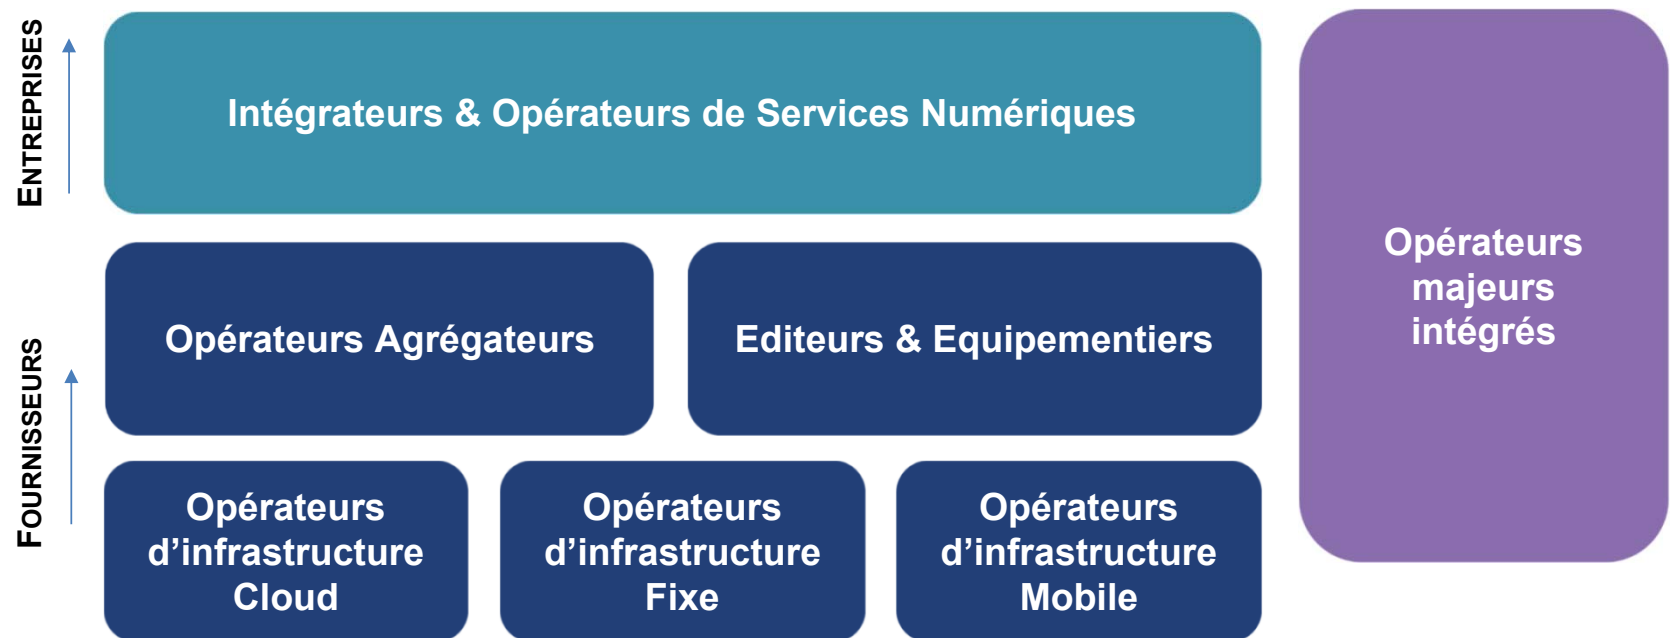 ENTREPRISES
Intégrateurs & Opérateurs de Services Numériques
Opérateurs
majeurs
intégrés
FOURNISSEURS
Opérateurs Agrégateurs
Editeurs & Equipementiers
Opérateurs
d’infrastructure
Cloud
Opérateurs
d’infrastructure
Fixe
Opérateurs
d’infrastructure
Mobile